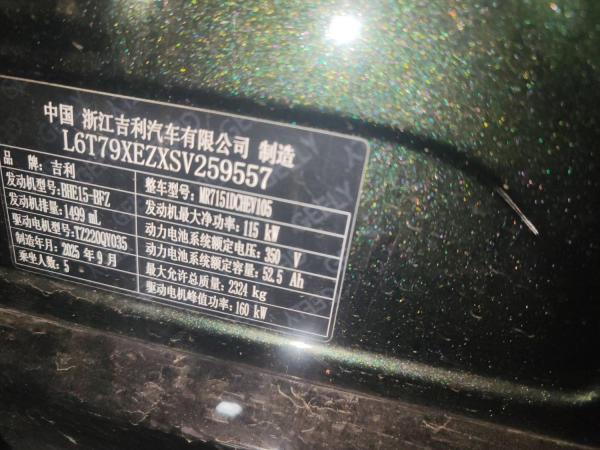 中国 浙江吉利汽车有限公司 制造
L6T79XEZXSV259557
品牌：吉利
整车型号：MR7151DCHEV105
发动机型号：BHE15-BFZ
发动机最大净功率：115 kW
发动机排量：1499 mL
动力电池系统额定电压：350 V
驱动电机型号：TZ220QY035
动力电池系统额定容量：52.5 Ah
制造年月：2025 年 9 月
最大允许总质量：2324 kg
乘坐人数：5
驱动电机峰值功率：160 kW